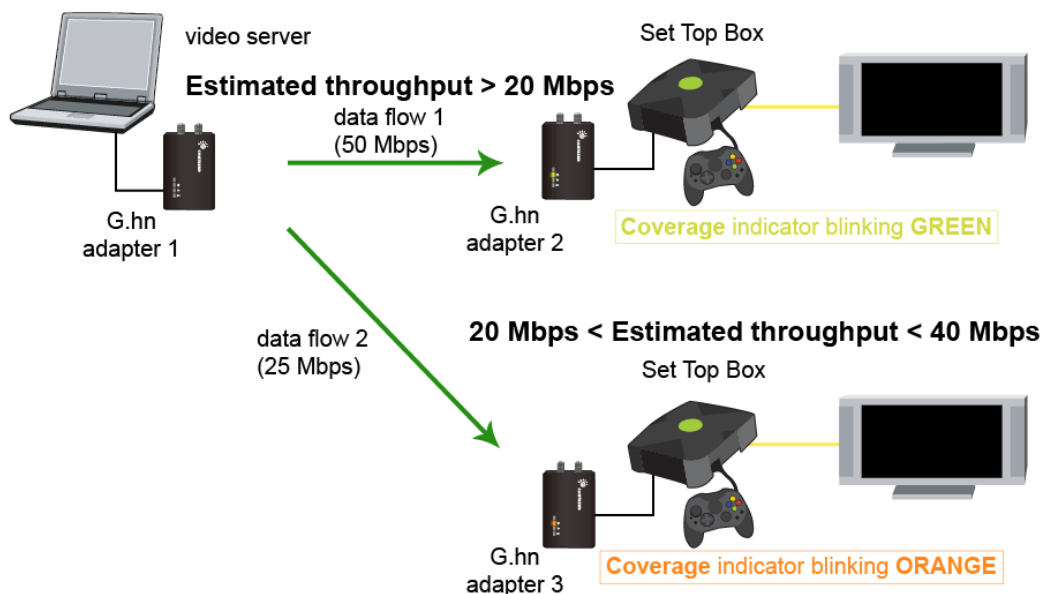 video server
Set Top Box
Estimated throughput > 20 Mbps
data flow 1
(50 Mbps)
G.hn
adapter 1
G.hn
adapter 2
Coverage indicator blinking GREEN
data flow 2
(25 Mbps)
20 Mbps < Estimated throughput < 40 Mbps
Set Top Box
G.hn
adapter 3
Coverage indicator blinking ORANGE